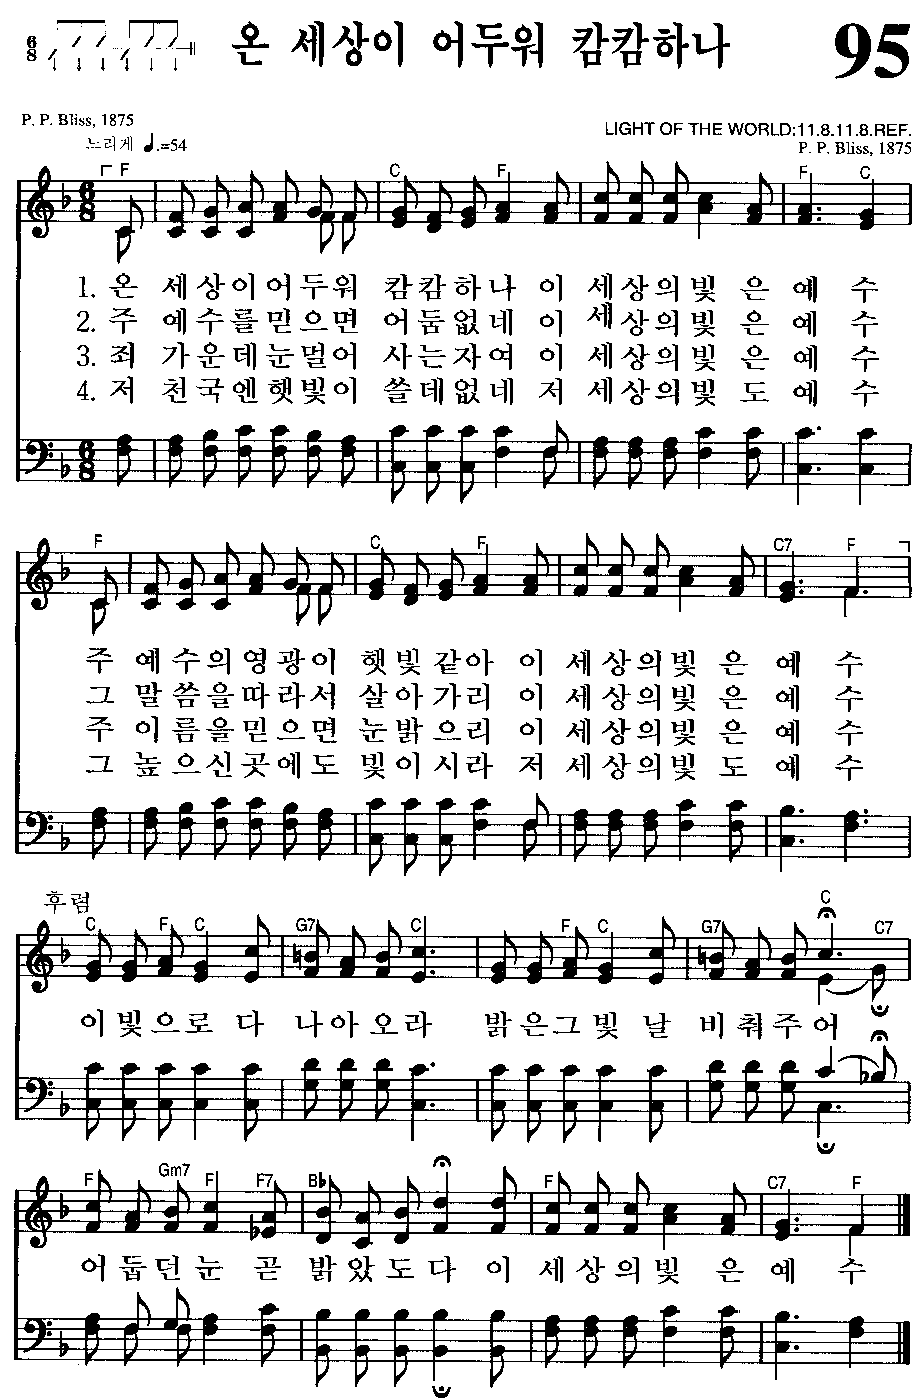 온 세상이 어두워 캄캄하나 95
6 8
P. P. Bliss, 1875
느리게 ♩.=54
LIGHT OF THE WORLD:11.8.11.8.REF.
P. P. Bliss, 1875
F C F F C
6 8
1. 온 세상이어두워 캄캄하나 이 세상의빛 은 예 수
2. 주 예수를믿으면 어둠없네 이 세상의빛 은 예 수
3. 죄 가운데눈멀어 사는자여 이 세상의빛 은 예 수
4. 저 천국엔햇빛이 쓸데없네 저 세상의빛 도 예 수
6 8
F C F C7 F
주 예수의영광이 햇빛같아 이 세상의빛 은 예 수
그 말씀을따라서 살아가리 이 세상의빛 은 예 수
주 이름을믿으면 눈밝으리 이 세상의빛 은 예 수
그 높으신곳에도 빛이시라 저 세상의빛 도 예 수
후렴
C F C G7 C F C G7 C C7
이빛으로 다 나아오라 밝은그빛 날 비춰주어
F Gm7 F F7 Bb F C7 F
어둡던눈 곧 밝았도다 이 세상의빛 은 예 수